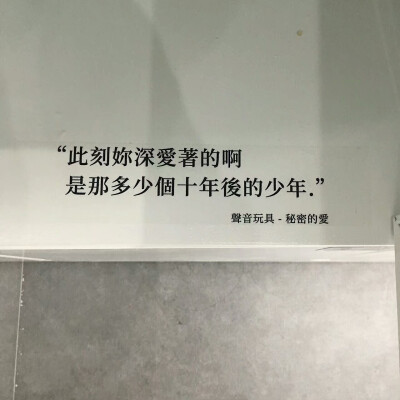 “此刻妳深愛著的啊
是那多少個十年後的少年.”
聲音玩具 - 秘密的愛